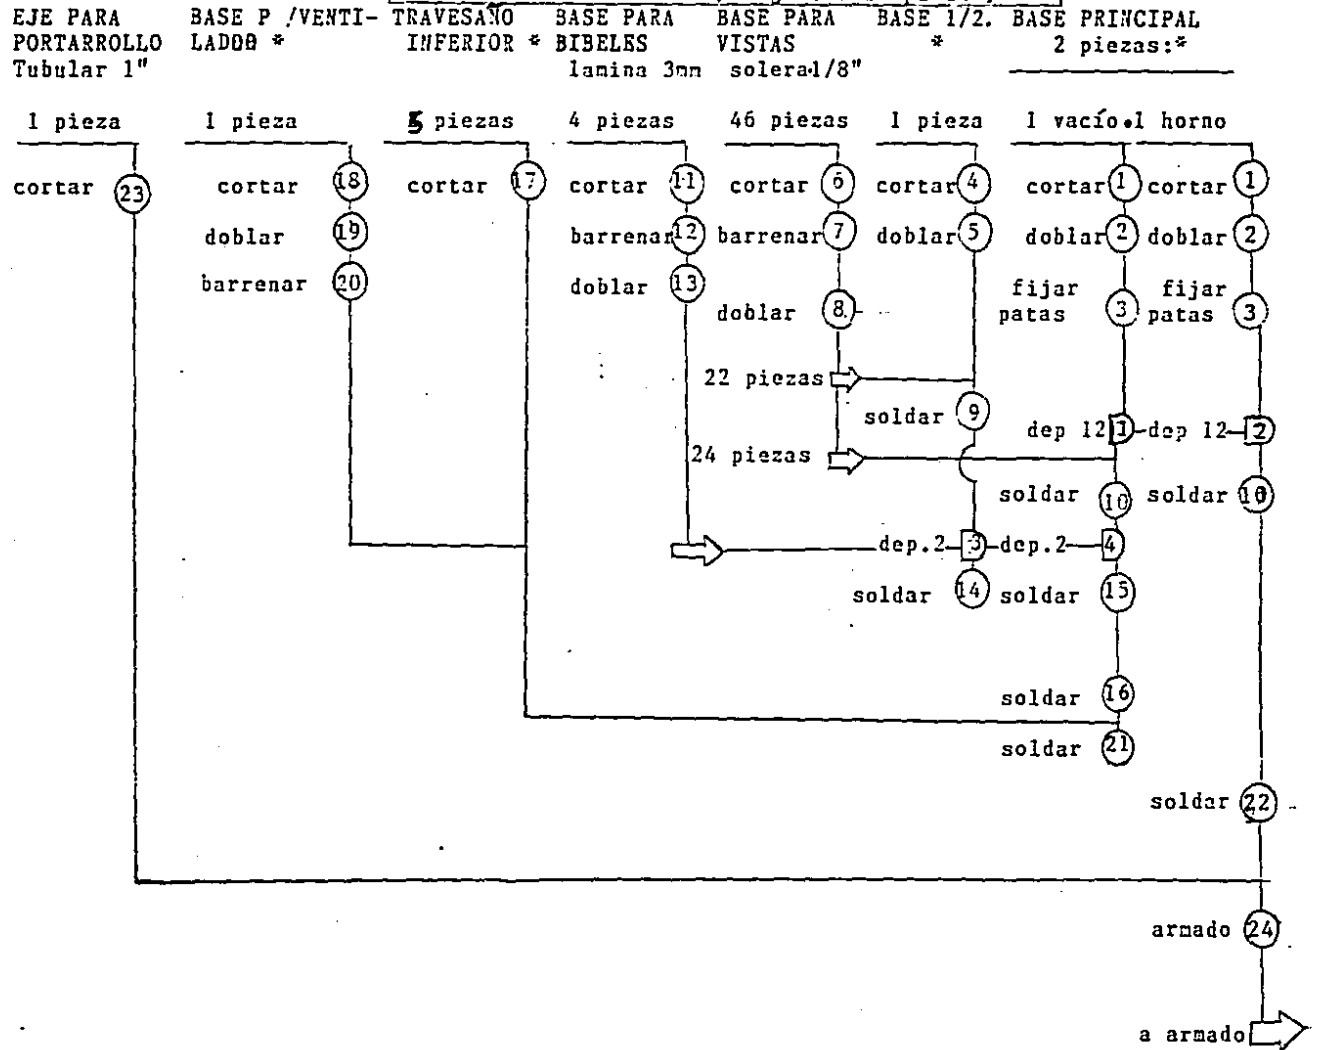 EJE PARA PORTARROLLO
Tubular 1"
1 pieza
BASE P /VENTI-
LADOR *
1 pieza
TRAVESAÑO
INFERIOR *
5 piezas
BASE PARA
BIBELES
lamina 3mm
4 piezas
BASE PARA
VISTAS
solera 1/8"
46 piezas
BASE 1/2.
*
1 pieza
BASE PRINCIPAL
2 piezas:*
1 vacío.1 horno
cortar 23
cortar 18
cortar 17
cortar 11
cortar 6
cortar 4
cortar 1
cortar 1
doblar 19
barrenar 12
barrenar 7
doblar 5
doblar 2
doblar 2
barrenar 20
doblar 13
doblar 8
fijar
patas 3
fijar
patas 3
22 piezas
soldar 9
dep 12 1
dep 12 2
24 piezas
soldar 10
soldar 10
dep.2 3
dep.2 4
soldar 14
soldar 15
soldar 16
soldar 21
soldar 22
armado 24
a armado